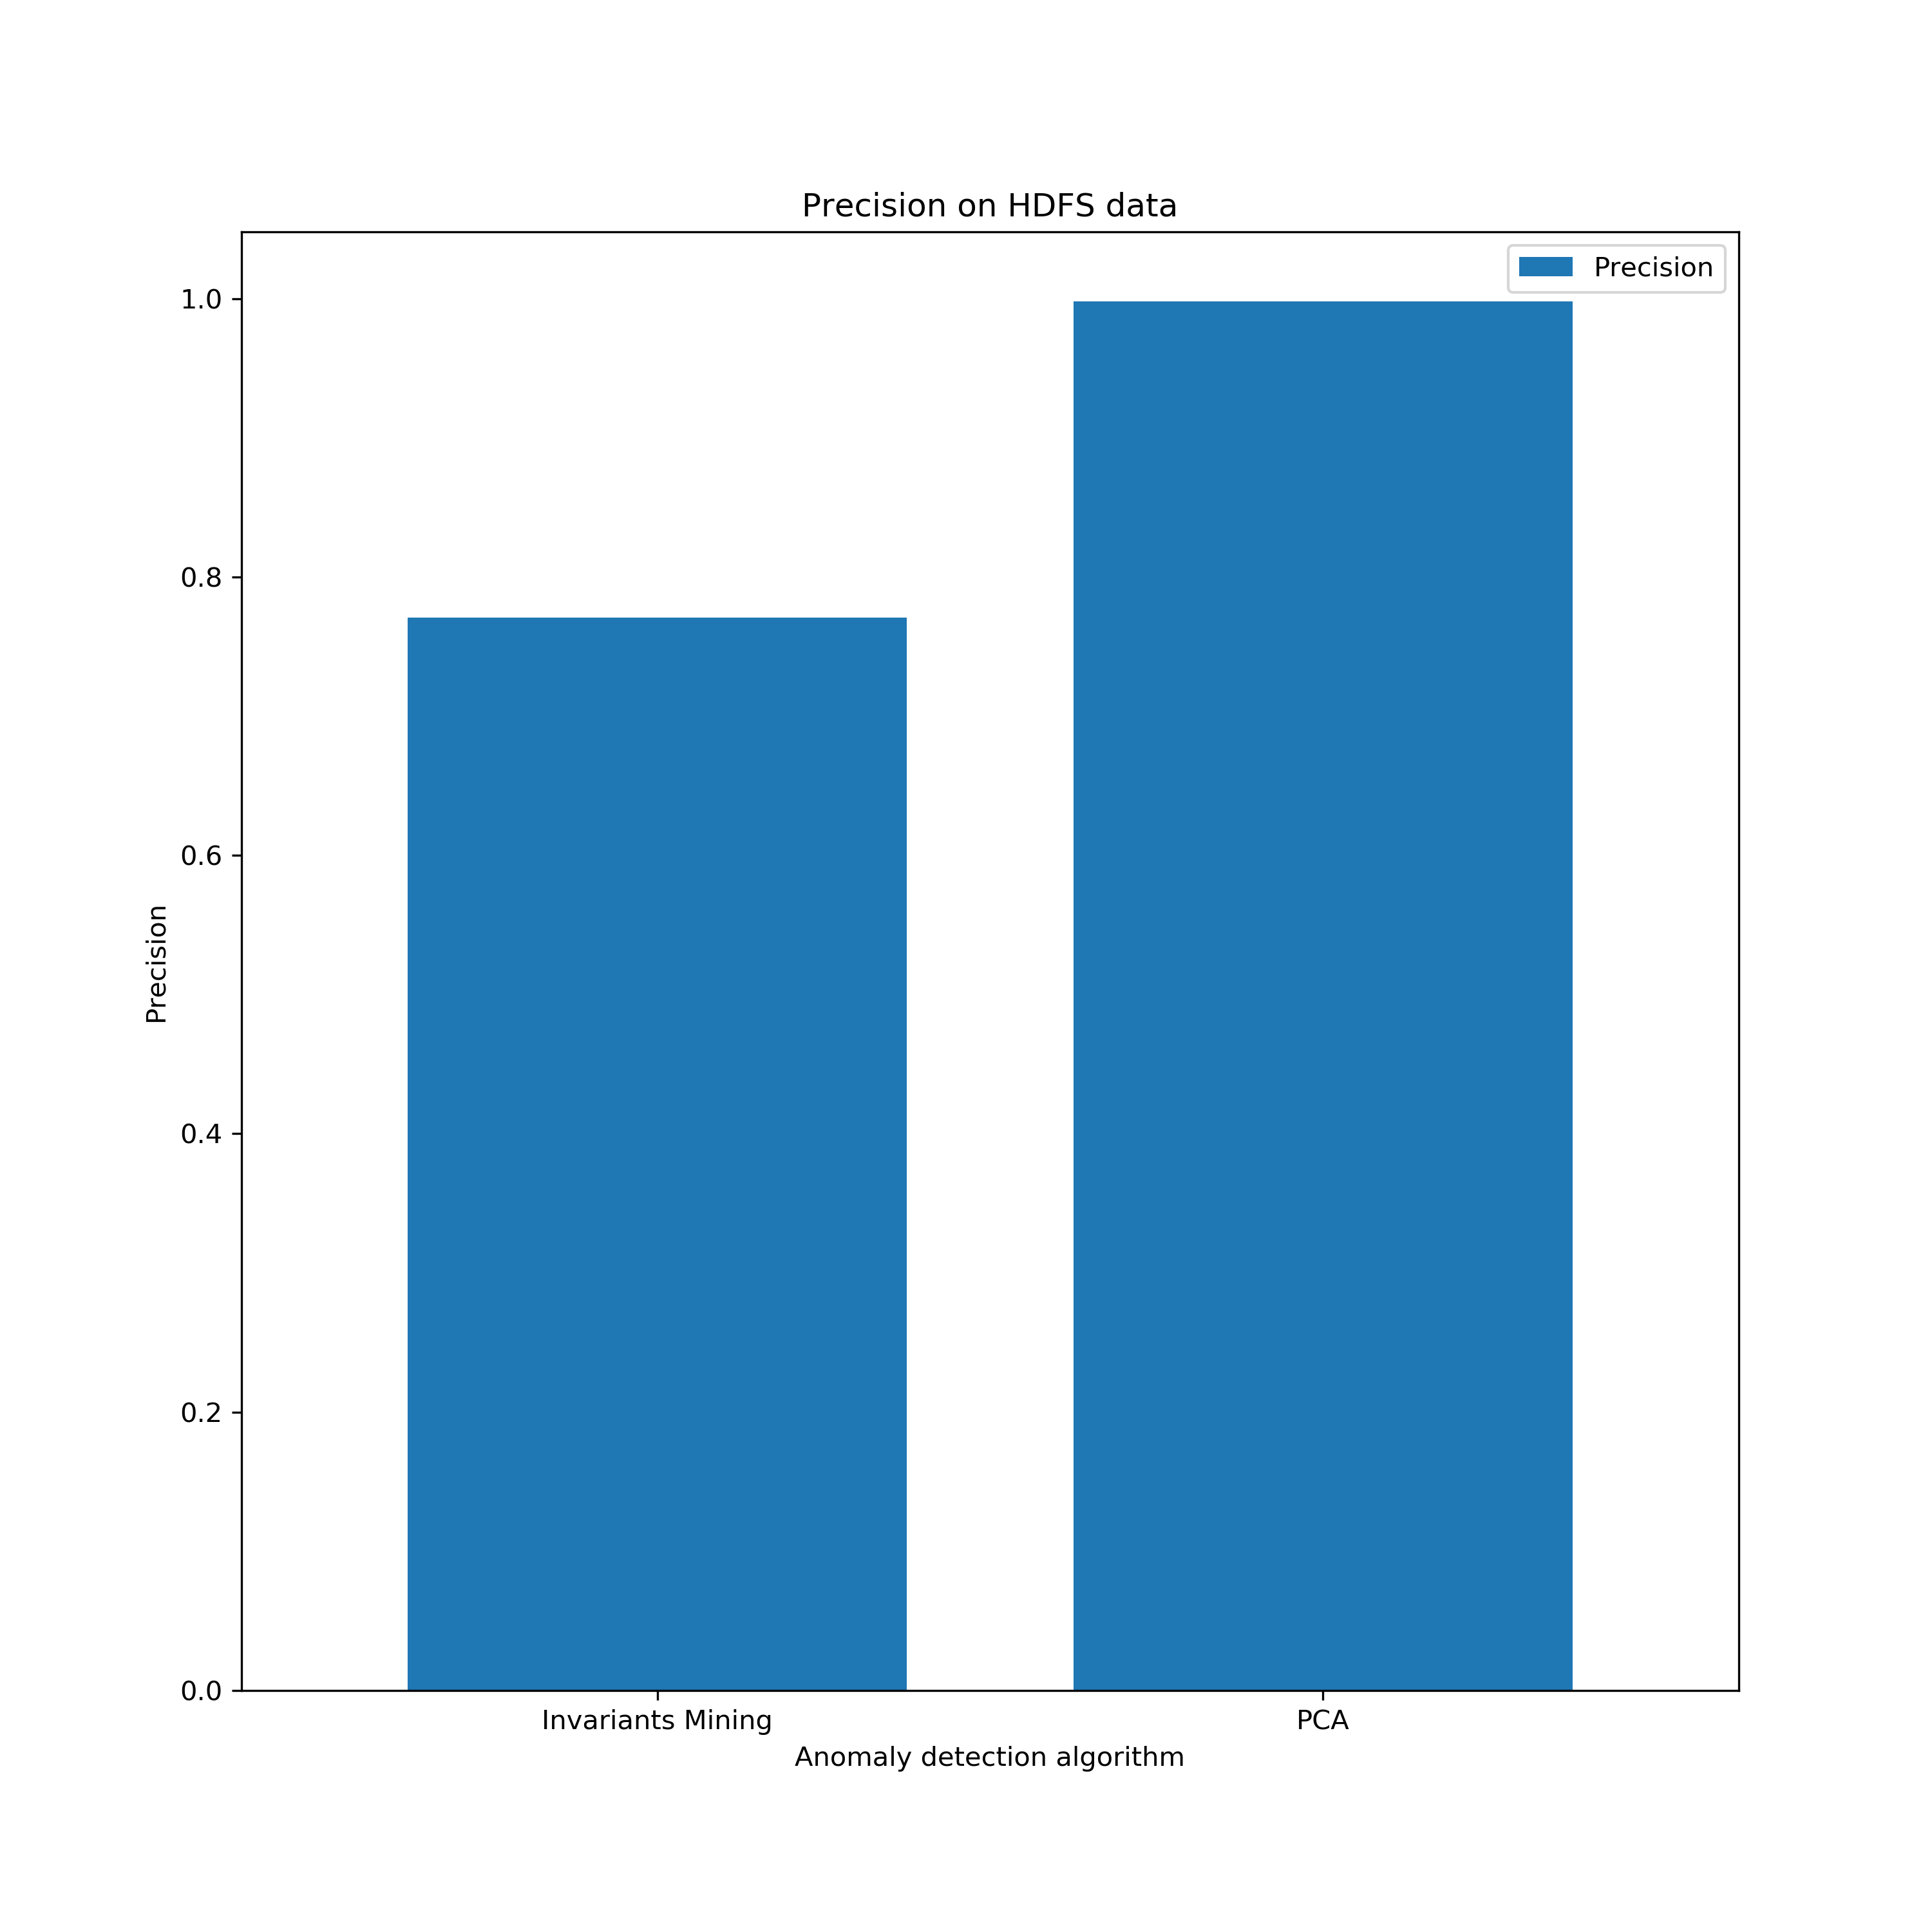 Precision on HDFS data
Precision
1.0
0.8
0.6
0.4
0.2
0.0
Precision
Invariants Mining
PCA
Anomaly detection algorithm